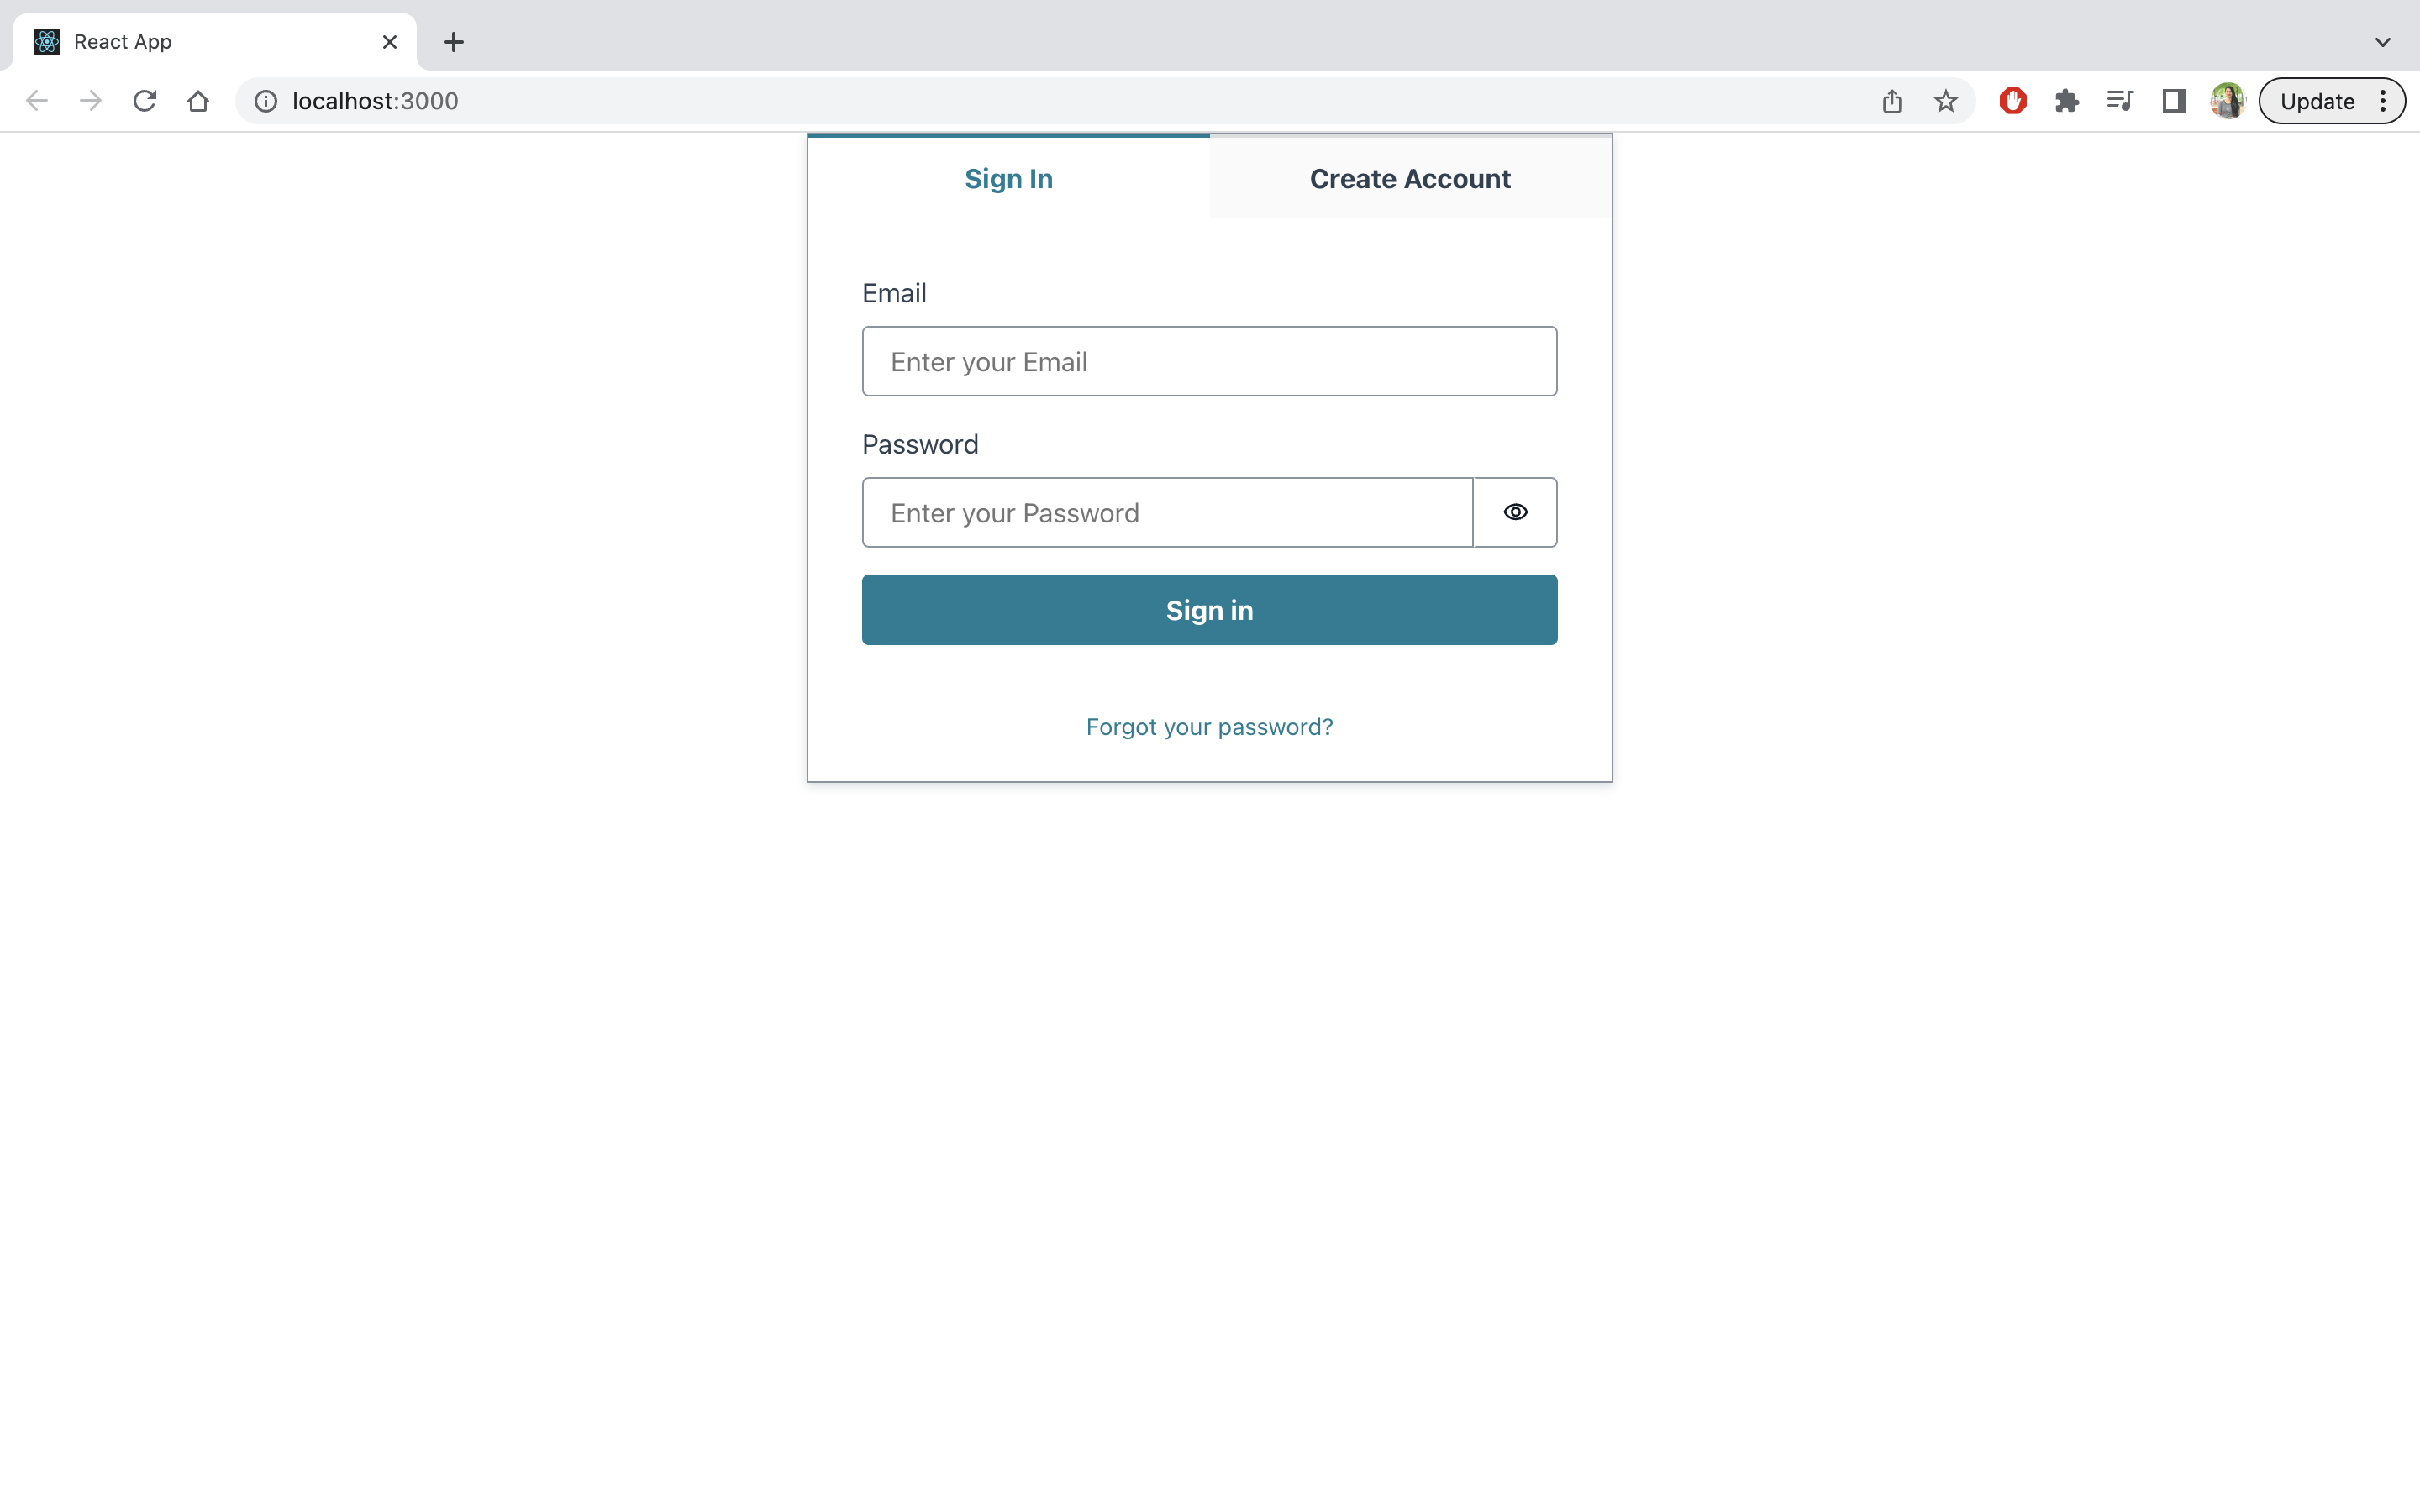 React App
localhost:3000
Update
Sign In
Create Account
Email
Enter your Email
Password
Enter your Password
Sign in
Forgot your password?